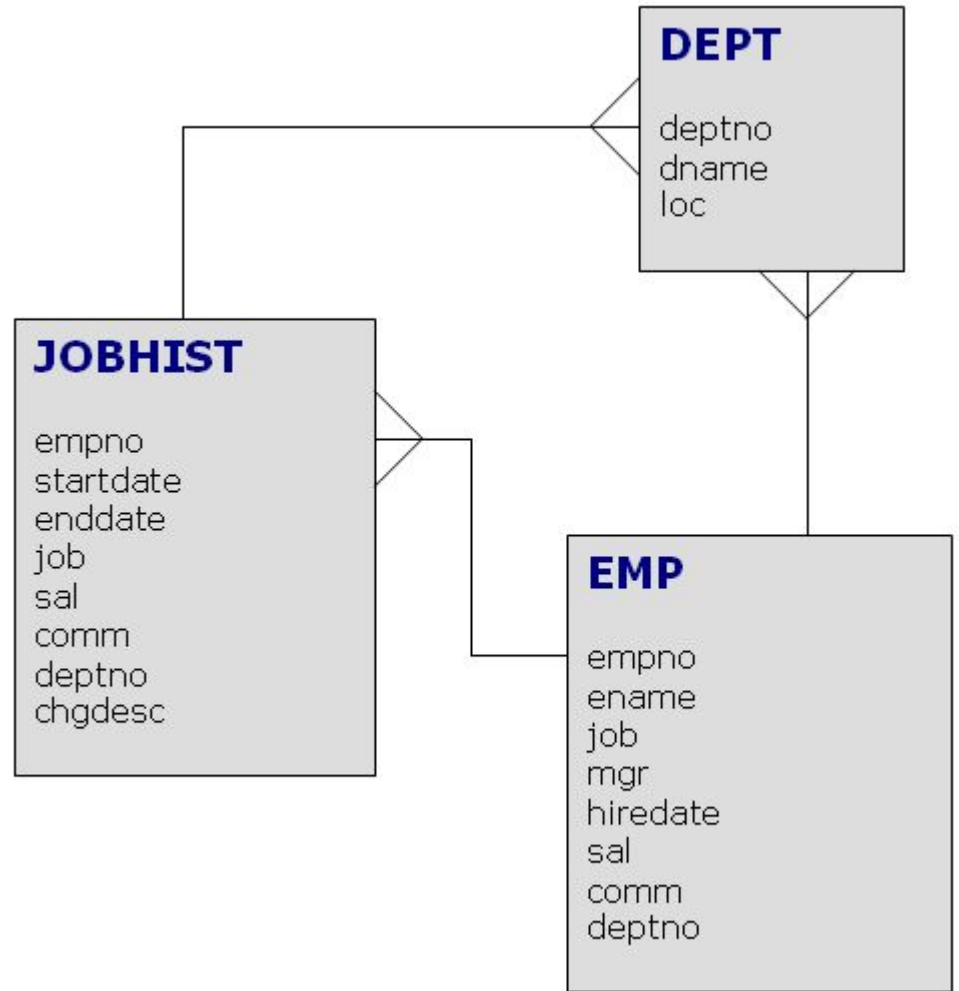 DEPT
deptno
dname
loc
JOBHIST
empno
startdate
enddate
job
sal
comm
deptno
chgdesc
EMP
empno
ename
job
mgr
hiredate
sal
comm
deptno